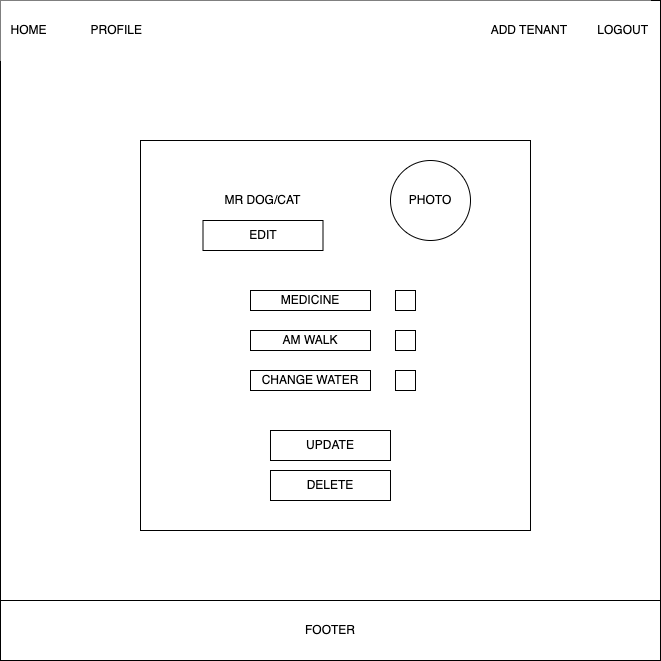 HOME PROFILE ADD TENANT LOGOUT
MR DOG/CAT PHOTO
EDIT
MEDICINE
AM WALK
CHANGE WATER
UPDATE
DELETE
FOOTER